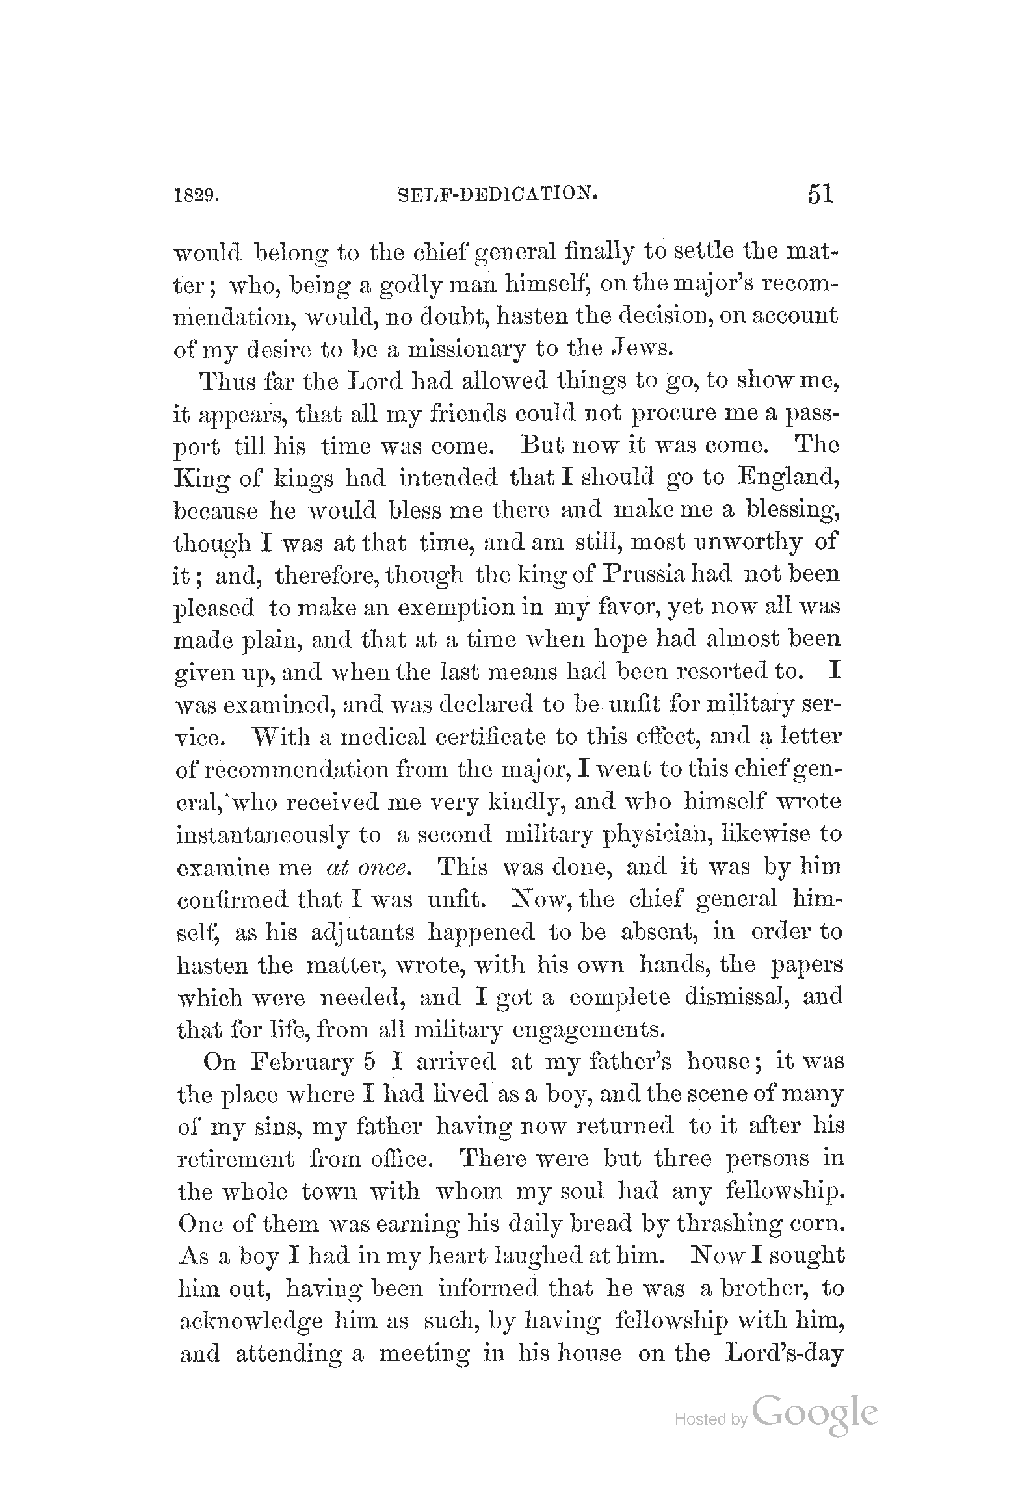 1829. SELF-DEDICATION. 51
would belong to the chief general finally to settle the mat-
ter; who, being a godly man himself, on the major's recom-
mendation, would, no doubt, hasten the decision, on account
of my desire to be a missionary to the Jews.
Thus far the Lord had allowed things to go, to show me,
it appears, that all my friends could not procure me a pass-
port till his time was come. But now it was come. The
King of kings had intended that I should go to England,
because he would bless me there and make me a blessing,
though I was at that time, and am still, most unworthy of
it; and, therefore, though the king of Prussia had not been
pleased to make an exemption in my favor, yet now all was
made plain, and that at a time when hope had almost been
given up, and when the last means had been resorted to. I
was examined, and was declared to be unfit for military ser-
vice. With a medical certificate to this effect, and a letter
of recommendation from the major, I went to this chief gen-
eral, who received me very kindly, and who himself wrote
instantaneously to a second military physician, likewise to
examine me at once. This was done, and it was by him
confirmed that I was unfit. Now, the chief general him-
self, as his adjutants happened to be absent, in order to
hasten the matter, wrote, with his own hands, the papers
which were needed, and I got a complete dismissal, and
that for life, from all military engagements.
On February 5 I arrived at my father's house; it was
the place where I had lived as a boy, and the scene of many
of my sins, my father having now returned to it after his
retirement from office. There were but three persons in
the whole town with whom my soul had any fellowship.
One of them was earning his daily bread by thrashing corn.
As a boy I had in my heart laughed at him. Now I sought
him out, having been informed that he was a brother, to
acknowledge him as such, by having fellowship with him,
and attending a meeting in his house on the Lord's-day
Hosted by Google